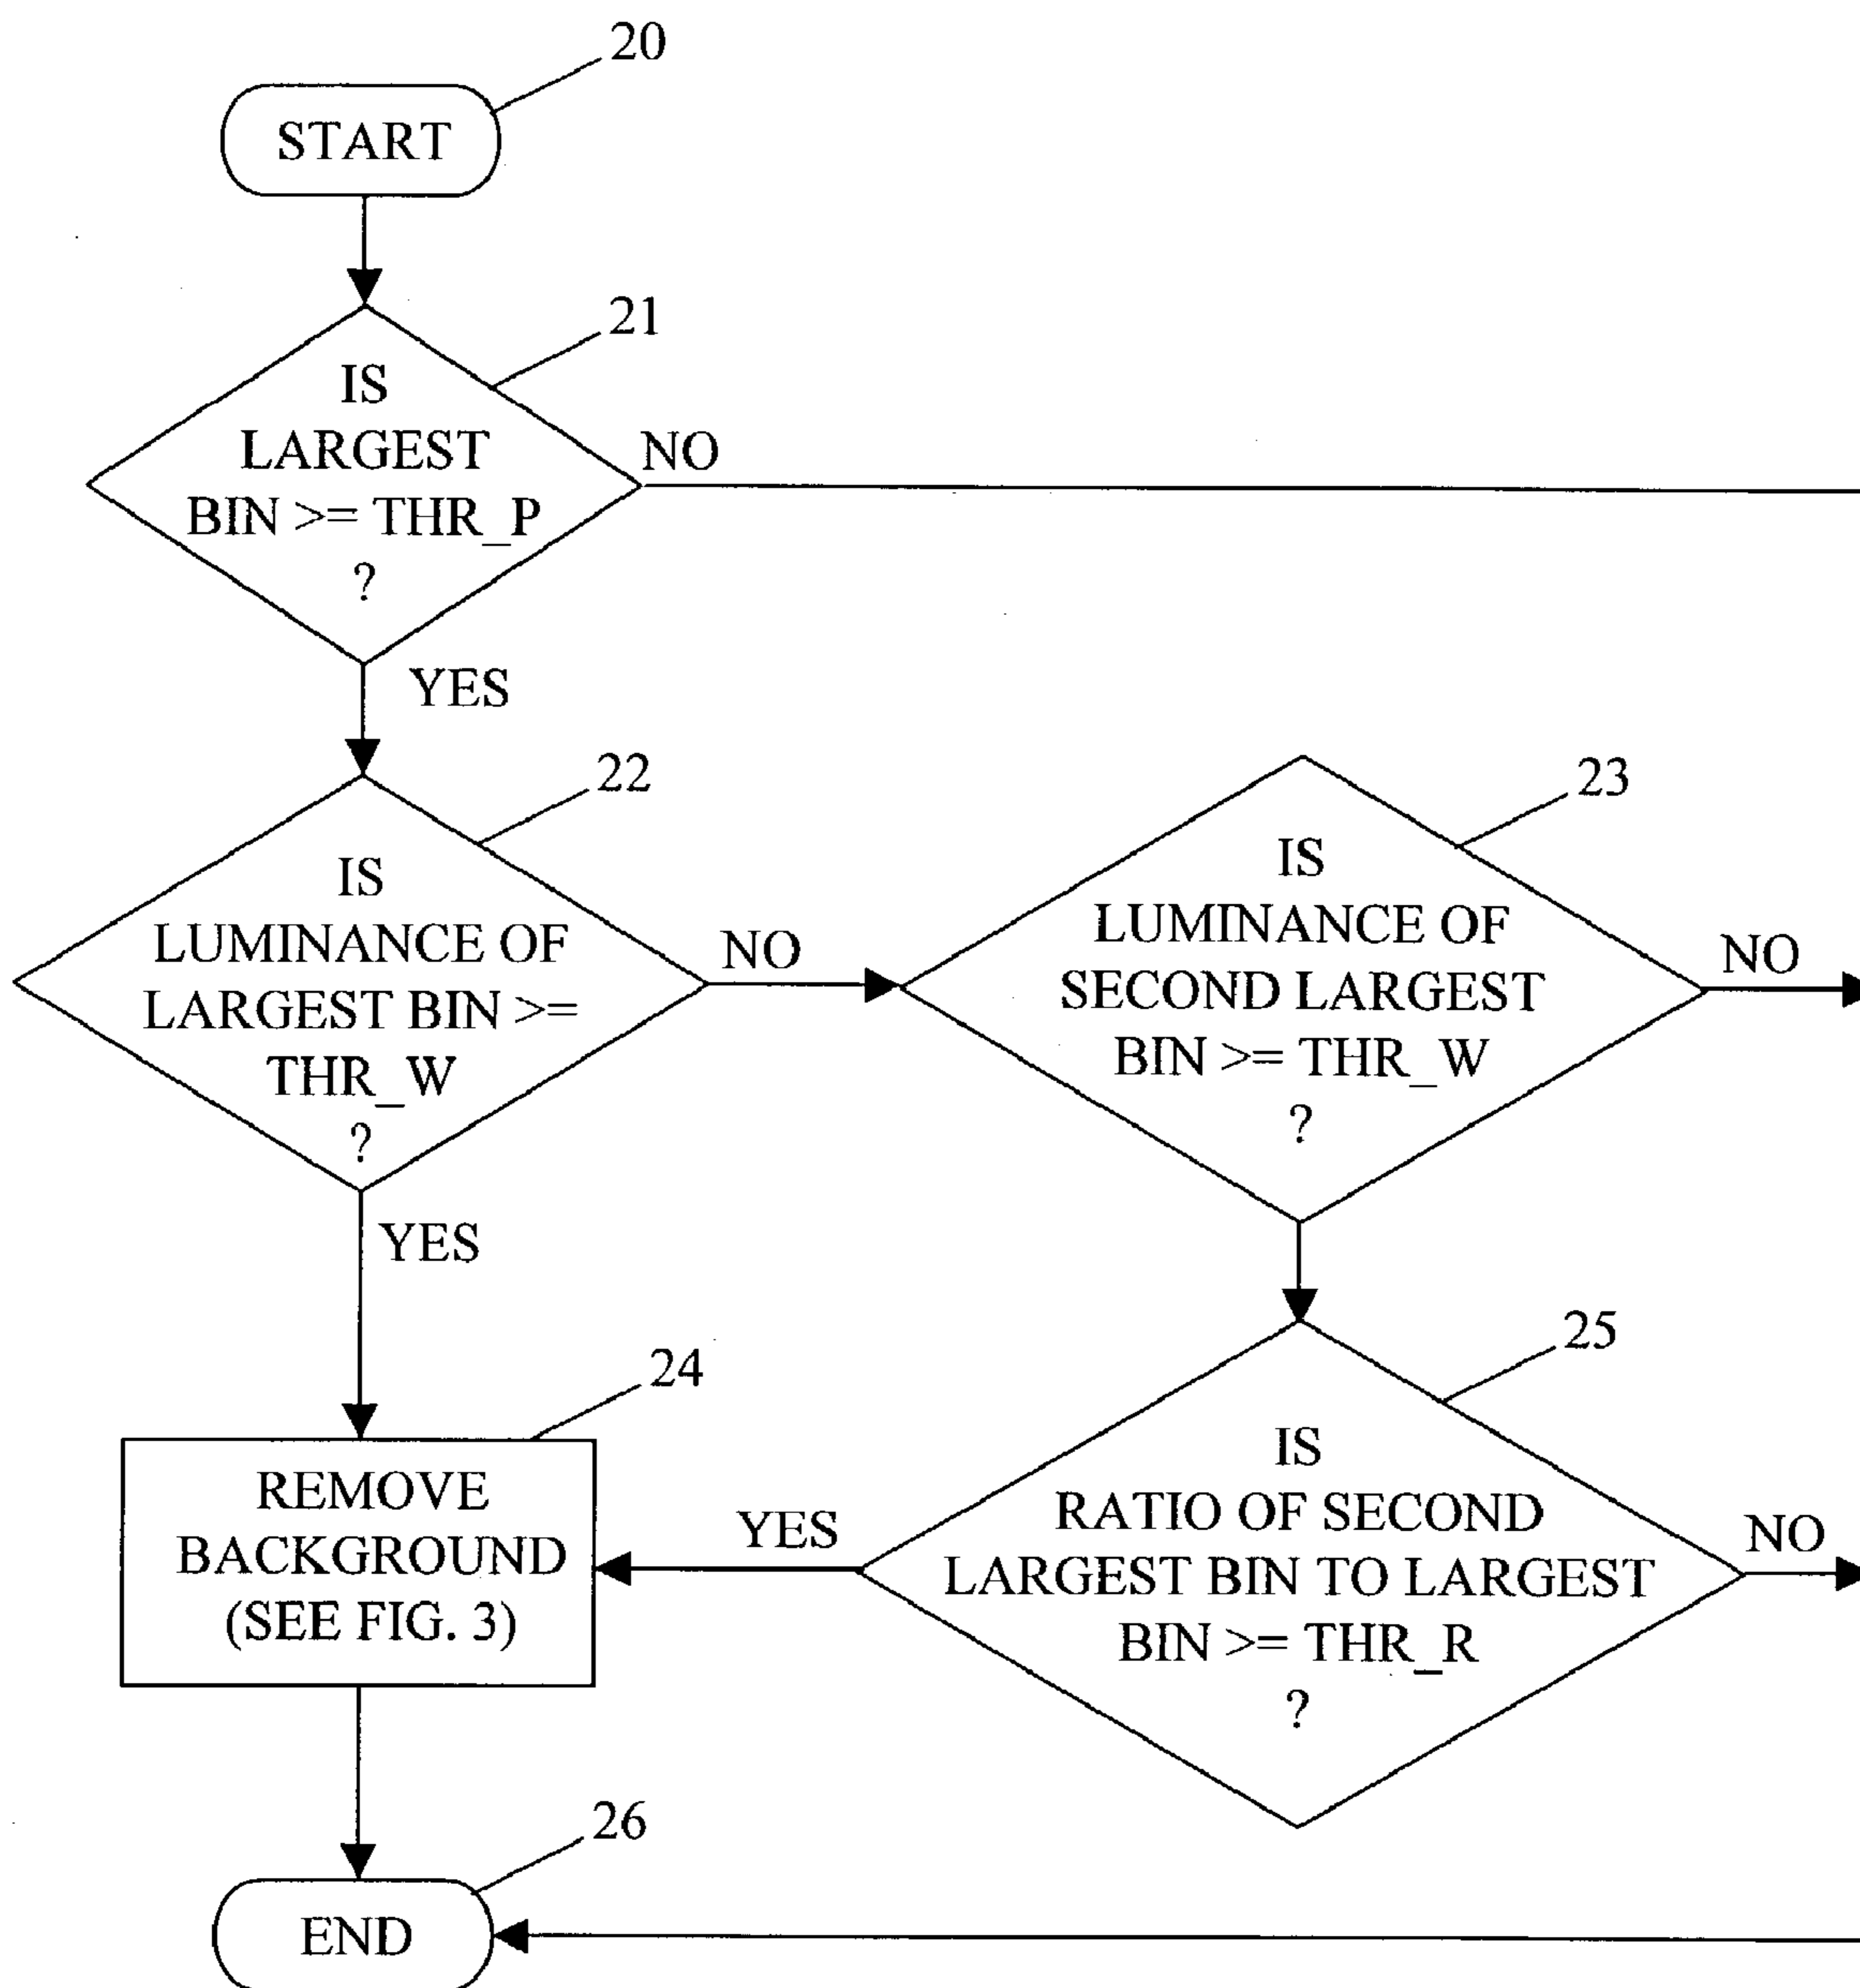 20
START
21
IS
LARGEST
BIN >= THR_P
?
NO
YES
22
IS
LUMINANCE OF
LARGEST BIN >=
THR_W
?
NO
YES
23
IS
LUMINANCE OF
SECOND LARGEST
BIN >= THR_W
?
NO
24
REMOVE
BACKGROUND
(SEE FIG. 3)
25
IS
RATIO OF SECOND
LARGEST BIN TO LARGEST
BIN >= THR_R
?
YES
NO
26
END